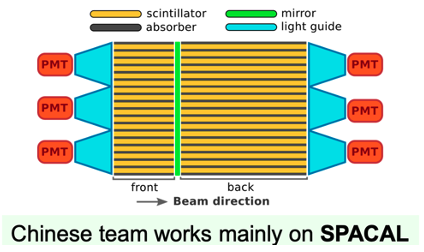 scintillator
mirror
absorber
light guide
PMT
PMT
PMT
PMT
PMT
PMT
front
back
Beam direction
Chinese team works mainly on SPACAL